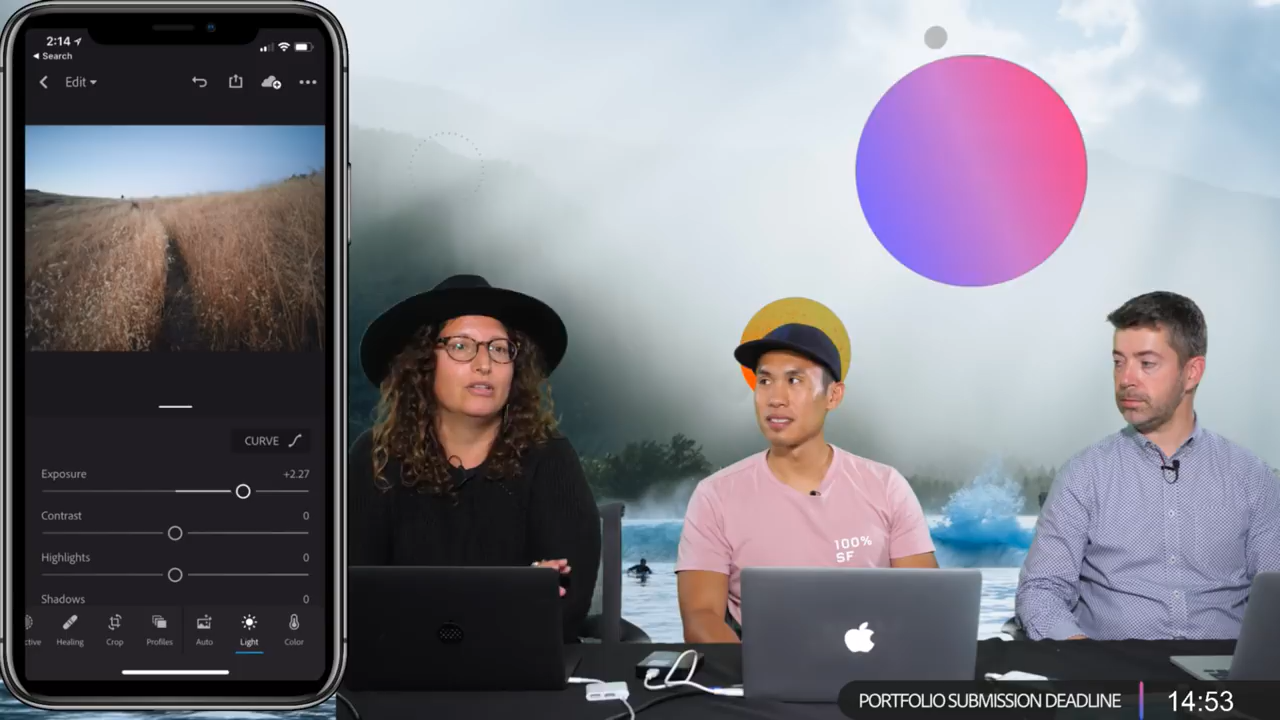 2:14
Search
Edit
CURVE
Exposure +2.27
Contrast 0
Highlights 0
Shadows 0
ctive Healing Crop Profiles Auto Light Color
100%
SF
PORTFOLIO SUBMISSION DEADLINE 14:53